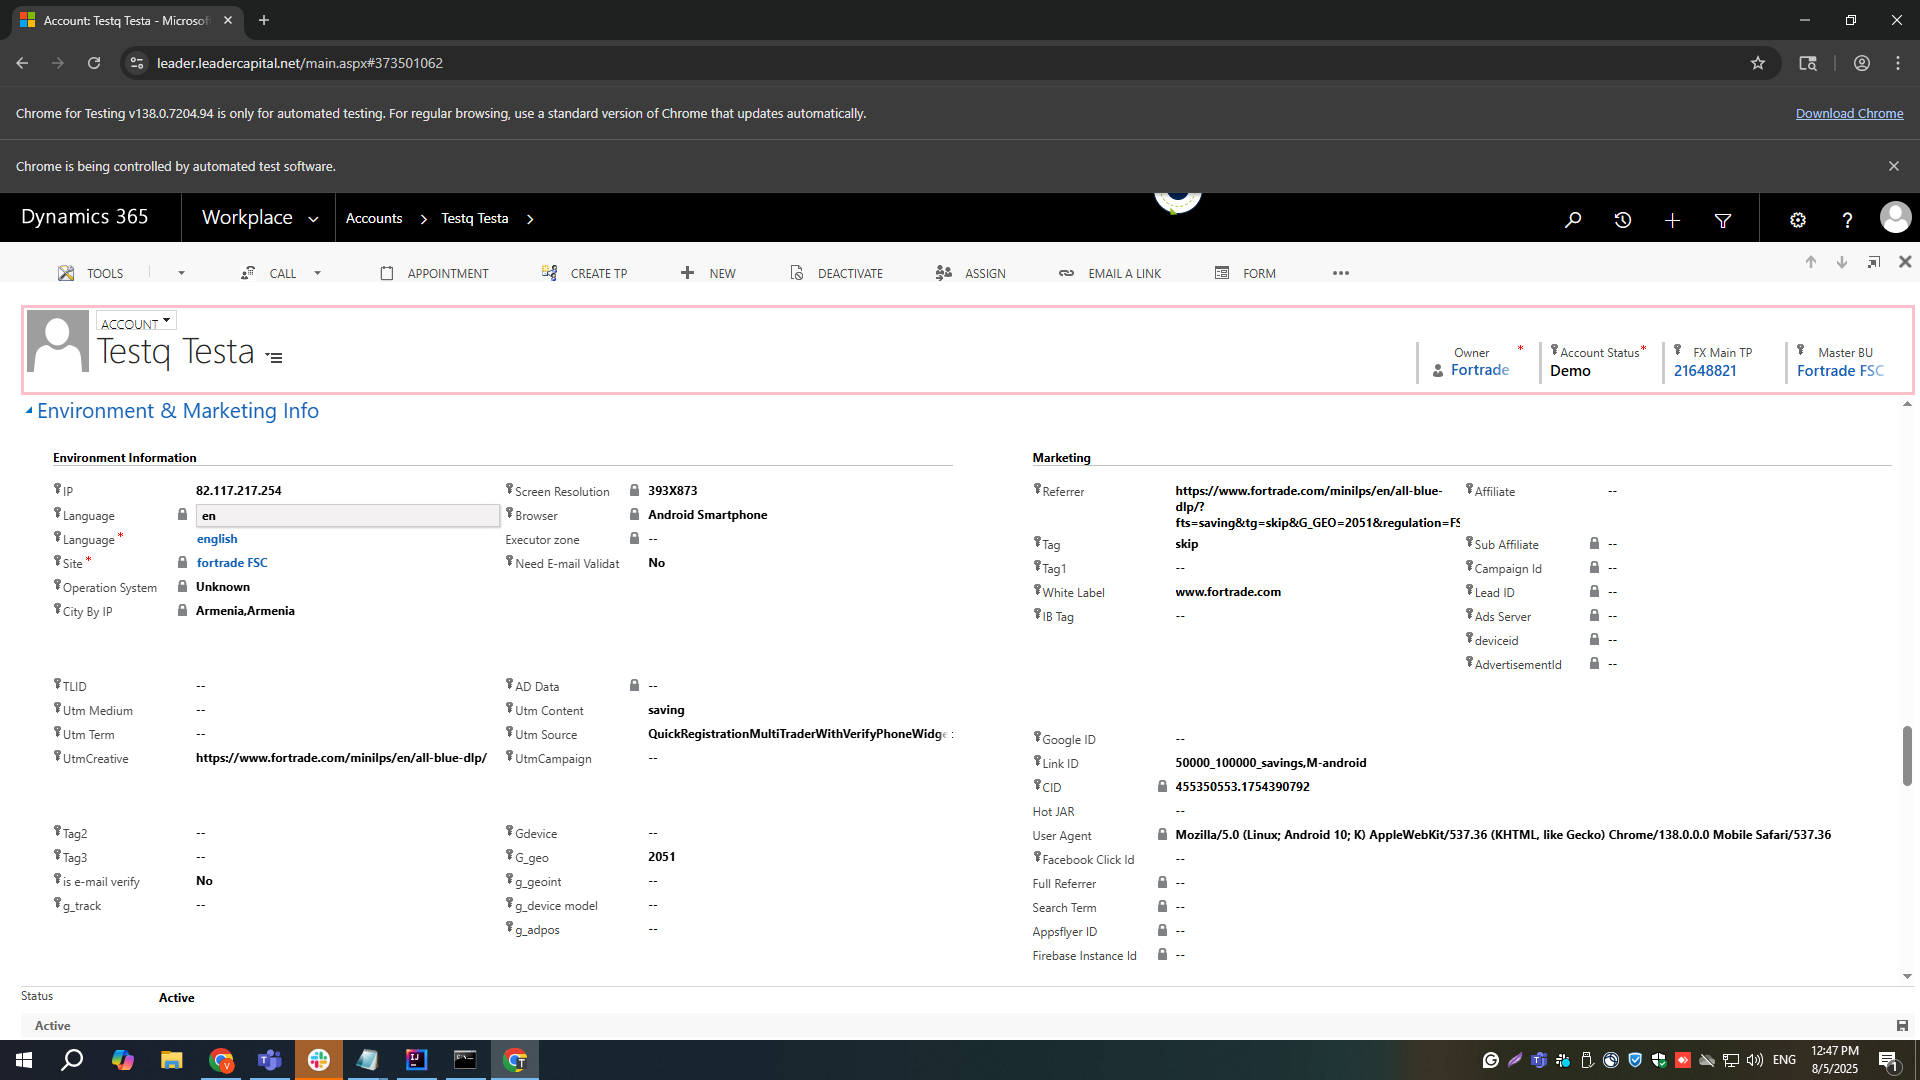 Account: Testq Testa - Microsof
leader.leadercapital.net/main.aspx#373501062
Chrome for Testing v138.0.7204.94 is only for automated testing. For regular browsing, use a standard version of Chrome that updates automatically.
Download Chrome
Chrome is being controlled by automated test software.
Dynamics 365
Workplace
Accounts
Testq Testa
TOOLS
CALL
APPOINTMENT
CREATE TP
NEW
DEACTIVATE
ASSIGN
EMAIL A LINK
FORM
ACCOUNT
Testq Testa
Owner *
Fortrade
Account Status *
Demo
FX Main TP
21648821
Master BU
Fortrade FSC
Environment & Marketing Info
Environment Information
IP 82.117.217.254
Language en
Language * english
Site * fortrade FSC
Operation System Unknown
City By IP Armenia,Armenia
Screen Resolution 393X873
Browser Android Smartphone
Executor zone --
Need E-mail Validat No
TLID --
Utm Medium --
Utm Term --
UtmCreative https://www.fortrade.com/minilps/en/all-blue-dlp/
AD Data --
Utm Content saving
Utm Source QuickRegistrationMultiTraderWithVerifyPhoneWidge
UtmCampaign --
Tag2 --
Tag3 --
is e-mail verify No
g_track --
Gdevice --
G_geo 2051
g_geoint --
g_device model --
g_adpos --
Marketing
Referrer https://www.fortrade.com/minilps/en/all-blue-
dlp/?
fts=saving&tg=skip&G_GEO=2051&regulation=FS
Tag skip
Tag1 --
White Label www.fortrade.com
IB Tag --
Affiliate --
Sub Affiliate --
Campaign Id --
Lead ID --
Ads Server --
deviceid --
AdvertisementId --
Google ID --
Link ID 50000_100000_savings,M-android
CID 455350553.1754390792
Hot JAR --
User Agent Mozilla/5.0 (Linux; Android 10; K) AppleWebKit/537.36 (KHTML, like Gecko) Chrome/138.0.0.0 Mobile Safari/537.36
Facebook Click Id --
Full Referrer --
Search Term --
Appsflyer ID --
Firebase Instance Id --
Status Active
Active
ENG
12:47 PM
8/5/2025
1